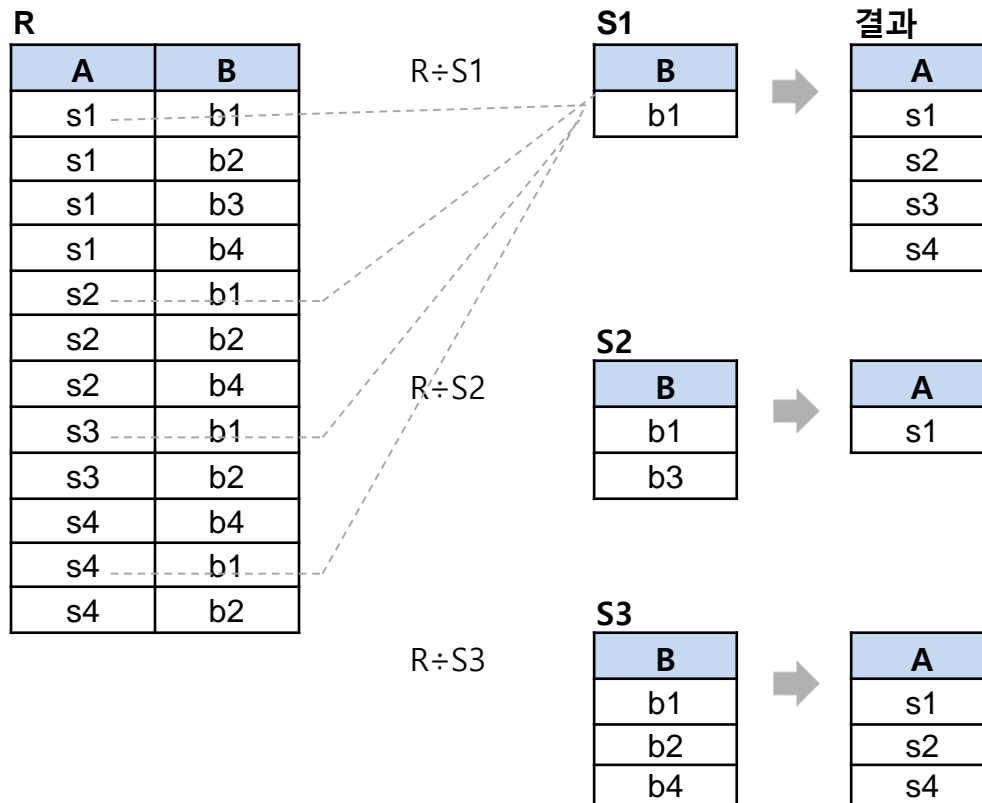 R
A B
s1 b1
s1 b2
s1 b3
s1 b4
s2 b1
s2 b2
s2 b4
s3 b1
s3 b2
s4 b4
s4 b1
s4 b2
R÷S1
S1
B
b1
결과
A
s1
s2
s3
s4
R÷S2
S2
B
b1
b3
A
s1
R÷S3
S3
B
b1
b2
b4
A
s1
s2
s4